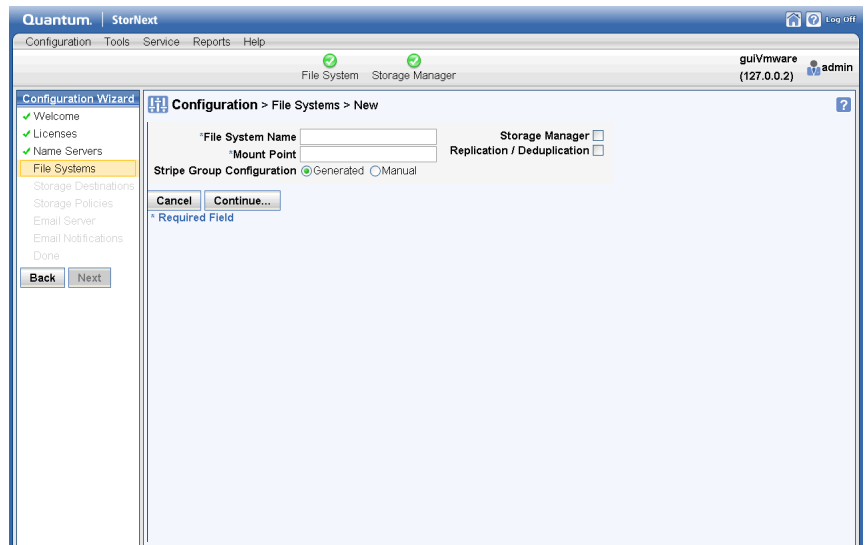 Quantum. StorNext
Log Off
Configuration Tools Service Reports Help
File System Storage Manager
guiVmware
(127.0.0.2)
admin
Configuration Wizard
Welcome
Licenses
Name Servers
File Systems
Storage Destinations
Storage Policies
Email Server
Email Notifications
Done
Back Next
Configuration > File Systems > New
?
*File System Name
Storage Manager
*Mount Point
Replication / Deduplication
Stripe Group Configuration Generated Manual
Cancel Continue...
* Required Field